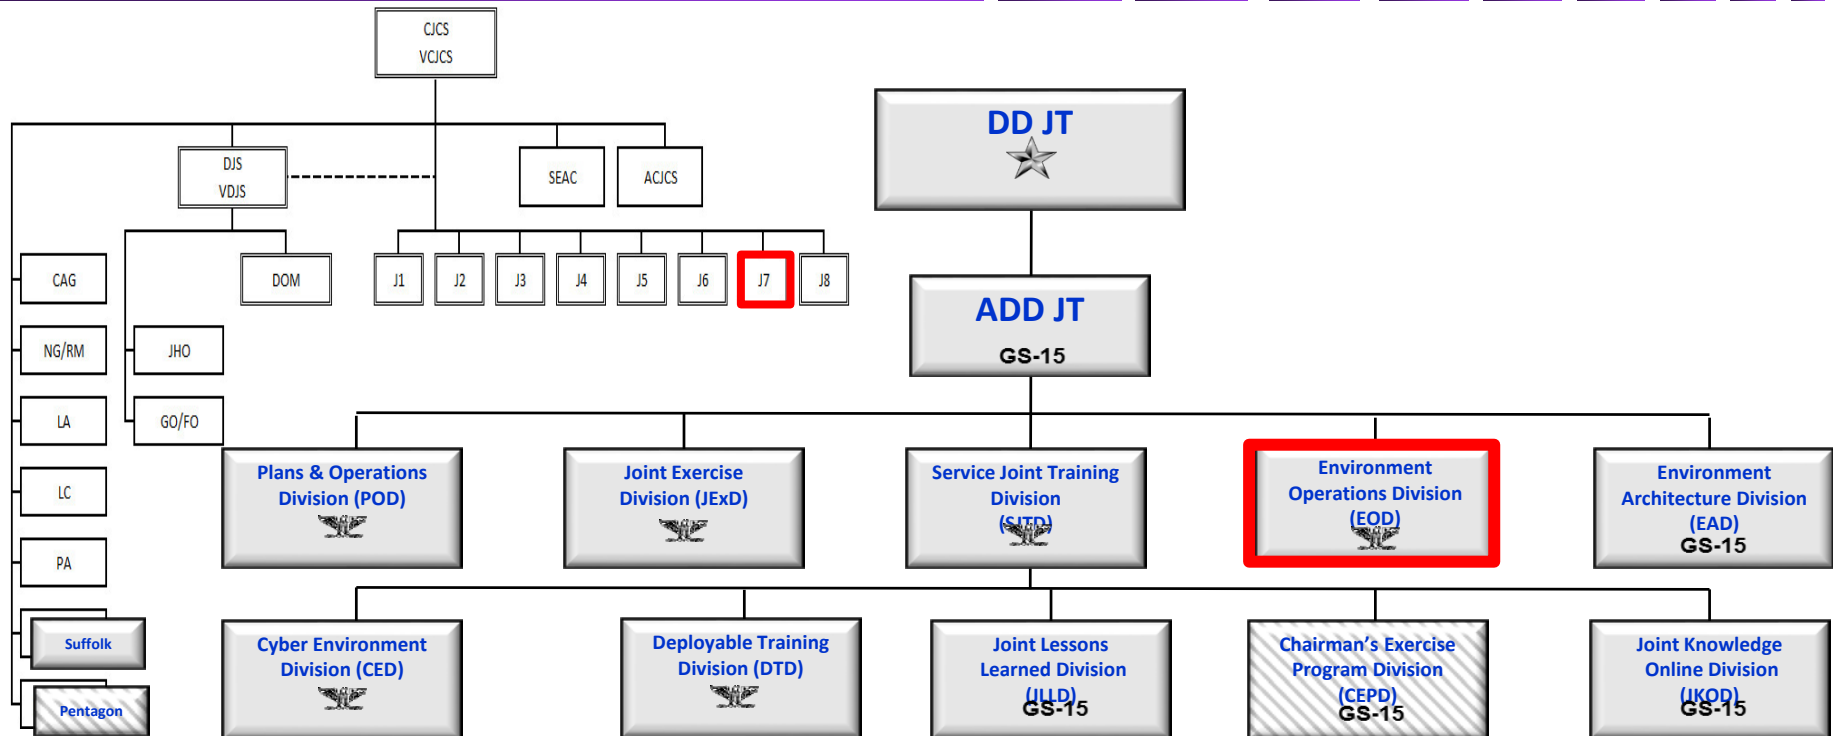 CJCS
VCJCS
DJS
VDJS
SEAC
ACJCS
CAG
DOM
J1
J2
J3
J4
J5
J6
J7
J8
NG/RM
JHO
LA
GO/FO
LC
PA
Suffolk
Pentagon
DD JT
ADD JT
GS-15
Plans & Operations
Division (POD)
Joint Exercise
Division (JExD)
Service Joint Training
Division
(SJTD)
Environment
Operations Division
(EOD)
Environment
Architecture Division
(EAD)
GS-15
Cyber Environment
Division (CED)
Deployable Training
Division (DTD)
Joint Lessons
Learned Division
(JLLD)
GS-15
Chairman’s Exercise
Program Division
(CEPD)
GS-15
Joint Knowledge
Online Division
(JKOD)
GS-15